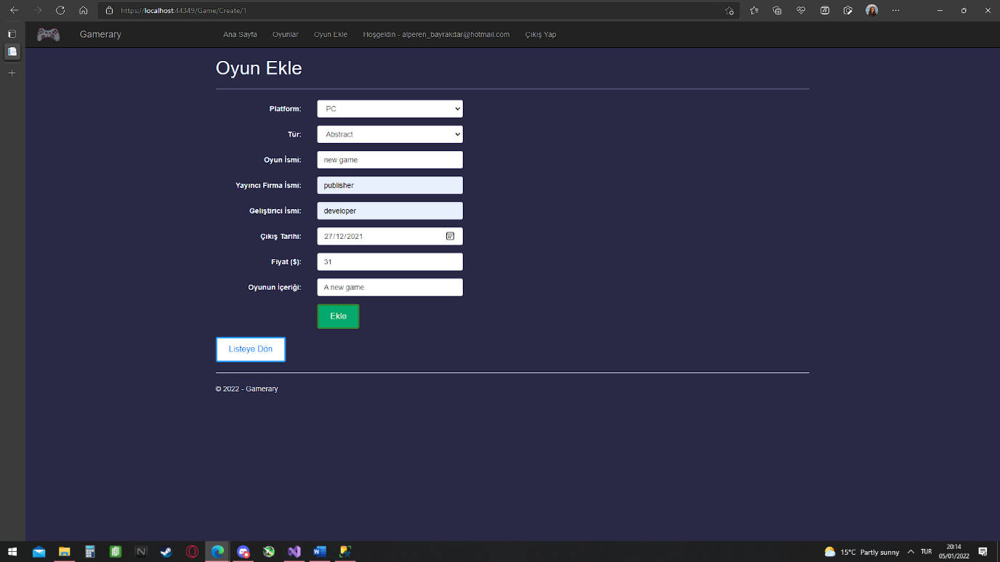 https://localhost:44349/Game/Create/1
Gamerary Ana Sayfa Oyunlar Oyun Ekle Hoşgeldin - alperen_bayrakdar@hotmail.com Çıkış Yap
Oyun Ekle
Platform: PC
Tür: Abstract
Oyun İsmi: new game
Yayıncı Firma İsmi: publisher
Geliştirici İsmi: developer
Çıkış Tarihi: 27/12/2021
Fiyat ($): 31
Oyunun İçeriği: A new game.
Ekle
Listeye Dön
© 2022 - Gamerary
15°C Partly sunny TUR 20:14
05/01/2022